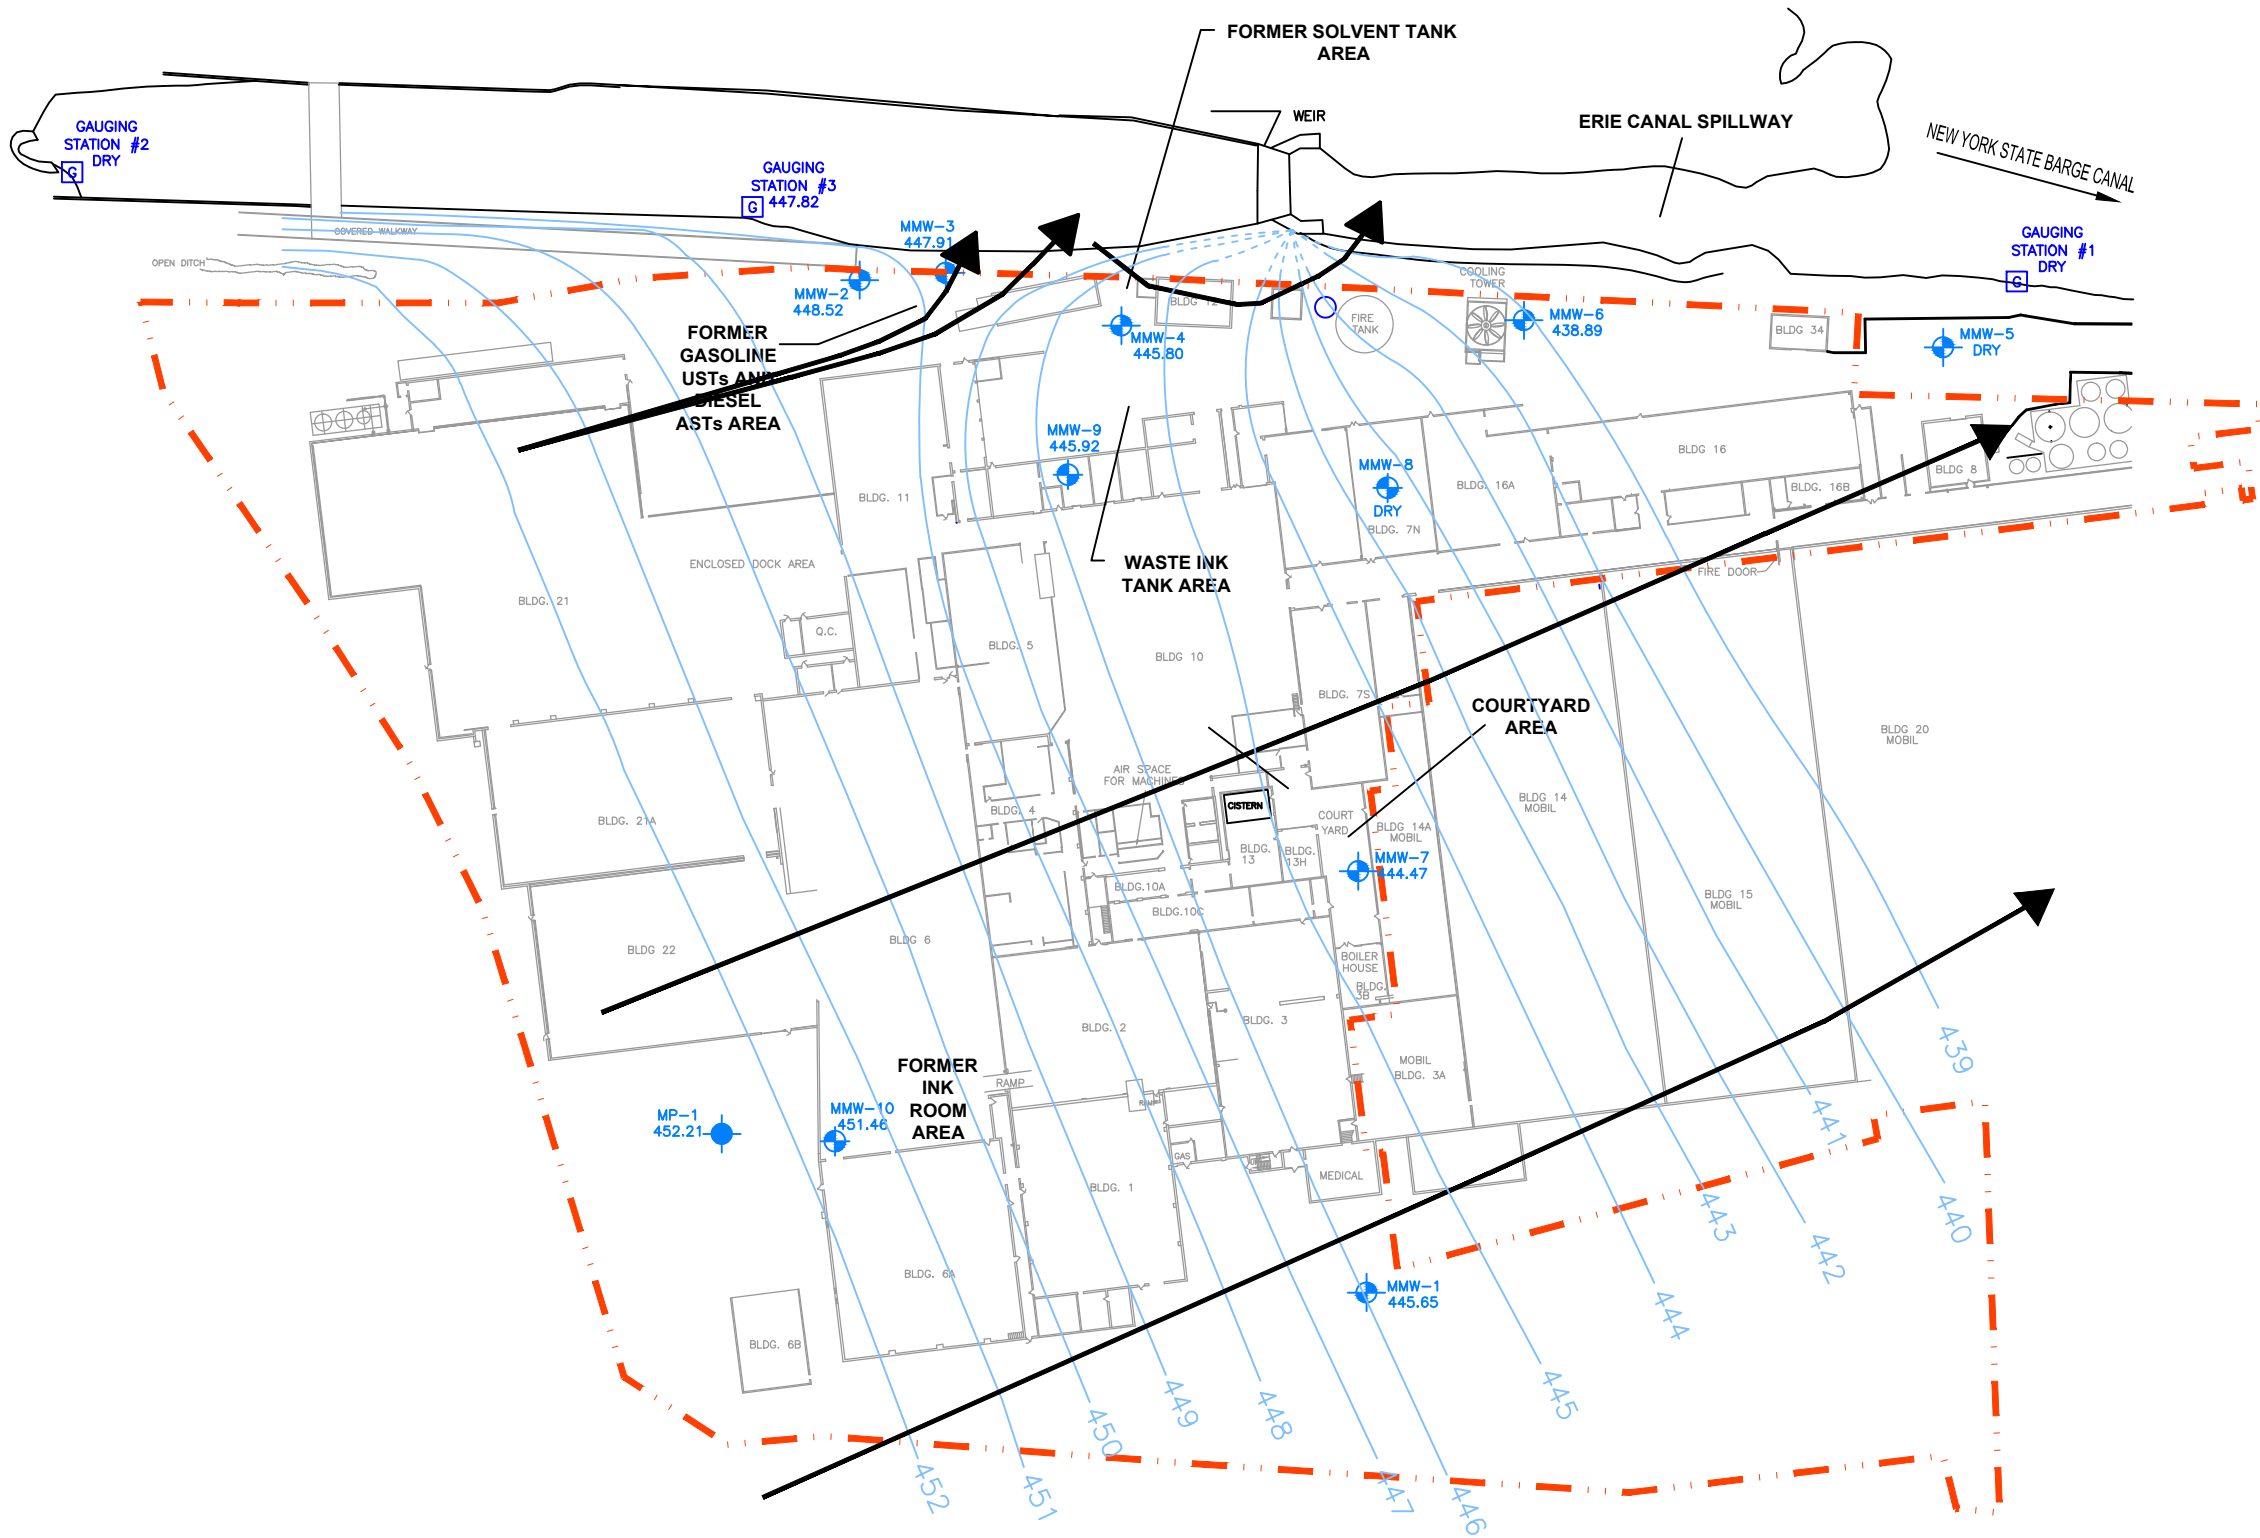 FORMER SOLVENT TANK
AREA
WEIR
ERIE CANAL SPILLWAY
NEW YORK STATE BARGE CANAL
GAUGING
STATION #2
DRY
G
GAUGING
STATION #3
447.82
G
GAUGING
STATION #1
DRY
G
COVERED WALKWAY
OPEN DITCH
MMW-3
447.91
MMW-2
448.52
FORMER
GASOLINE
USTs AND
DIESEL
ASTs AREA
BLDG 12
MMW-4
445.80
FIRE
TANK
COOLING
TOWER
MMW-6
438.89
BLDG 34
MMW-5
DRY
MMW-9
445.92
MMW-8
DRY
BLDG. 7N
BLDG. 16A
BLDG 16
BLDG. 16B
BLDG 8
BLDG. 11
ENCLOSED DOCK AREA
WASTE INK
TANK AREA
FIRE DOOR
BLDG. 21
Q.C.
BLDG. 5
BLDG 10
BLDG. 7S
COURTYARD
AREA
BLDG 20
MOBIL
AIR SPACE
FOR MACHINES
BLDG. 21A
BLDG. 4
CISTERN
COURT
YARD
BLDG 14A
MOBIL
BLDG 14
MOBIL
BLDG.
13
BLDG.
13H
MMW-7
444.47
BLDG.10A
BLDG.10C
BLDG 15
MOBIL
BLDG 22
BLDG 6
BOILER
HOUSE
BLDG.
3B
BLDG. 2
BLDG. 3
MOBIL
BLDG. 3A
FORMER
INK
ROOM
AREA
RAMP
RAMP
MP-1
452.21
MMW-10
451.46
GAS
MEDICAL
BLDG. 1
BLDG. 6A
BLDG. 6B
MMW-1
445.65
439
440
441
442
443
444
445
446
447
448
449
450
451
452